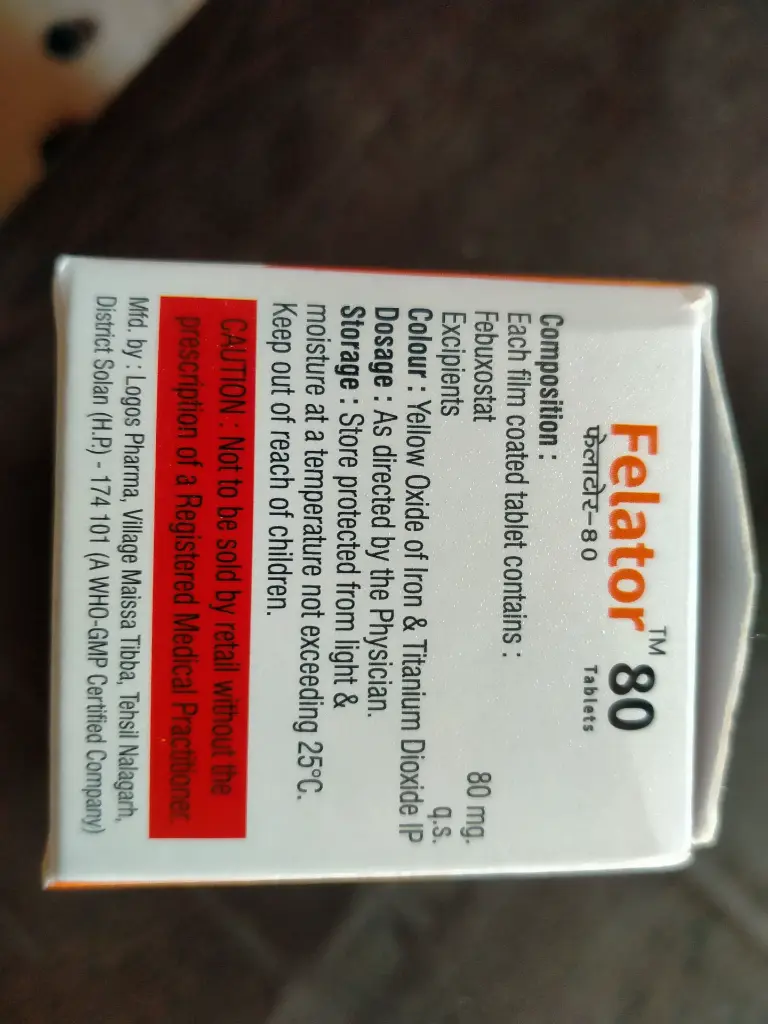 Felator™ 80
फेलाटोर-80 Tablets
Composition :
Each film coated tablet contains :
Febuxostat 80 mg.
Excipients q.s.
Colour : Yellow Oxide of Iron & Titanium Dioxide IP
Dosage : As directed by the Physician.
Storage : Store protected from light &
moisture at a temperature not exceeding 25°C.
Keep out of reach of children.
CAUTION : Not to be sold by retail without the
prescription of a Registered Medical Practitioner.
Mfd. by : Logos Pharma, Village Maissa Tibba, Tehsil Nalagarh,
District Solan (H.P.) - 174 101 (A WHO-GMP Certified Company)